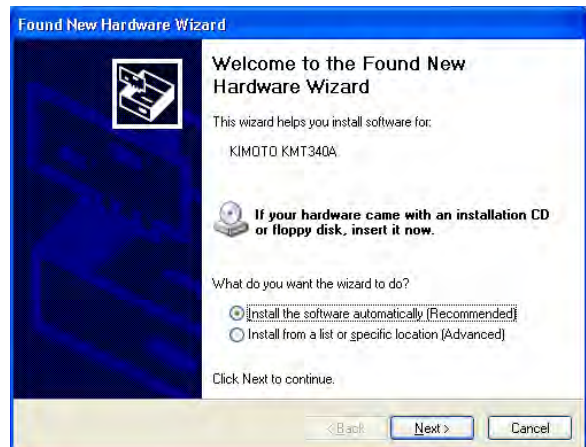 Found New Hardware Wizard
Welcome to the Found New
Hardware Wizard
This wizard helps you install software for:
KIMOTO KMT340A
If your hardware came with an installation CD
or floppy disk, insert it now.
What do you want the wizard to do?
Install the software automatically (Recommended)
Install from a list or specific location (Advanced)
Click Next to continue.
< Back Next > Cancel